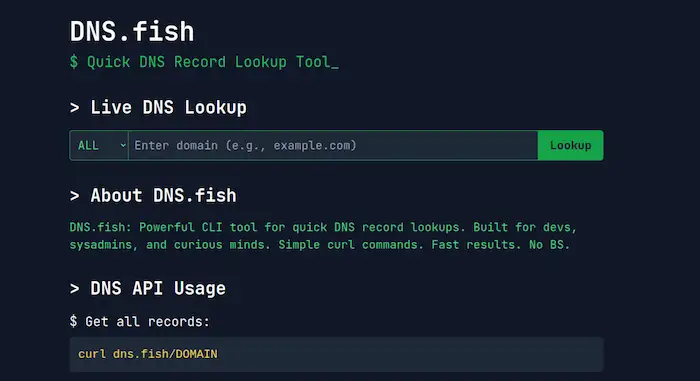 DNS.fish
$ Quick DNS Record Lookup Tool_
> Live DNS Lookup
ALL Enter domain (e.g., example.com) Lookup
> About DNS.fish
DNS.fish: Powerful CLI tool for quick DNS record lookups. Built for devs,
sysadmins, and curious minds. Simple curl commands. Fast results. No BS.
> DNS API Usage
$ Get all records:
curl dns.fish/DOMAIN